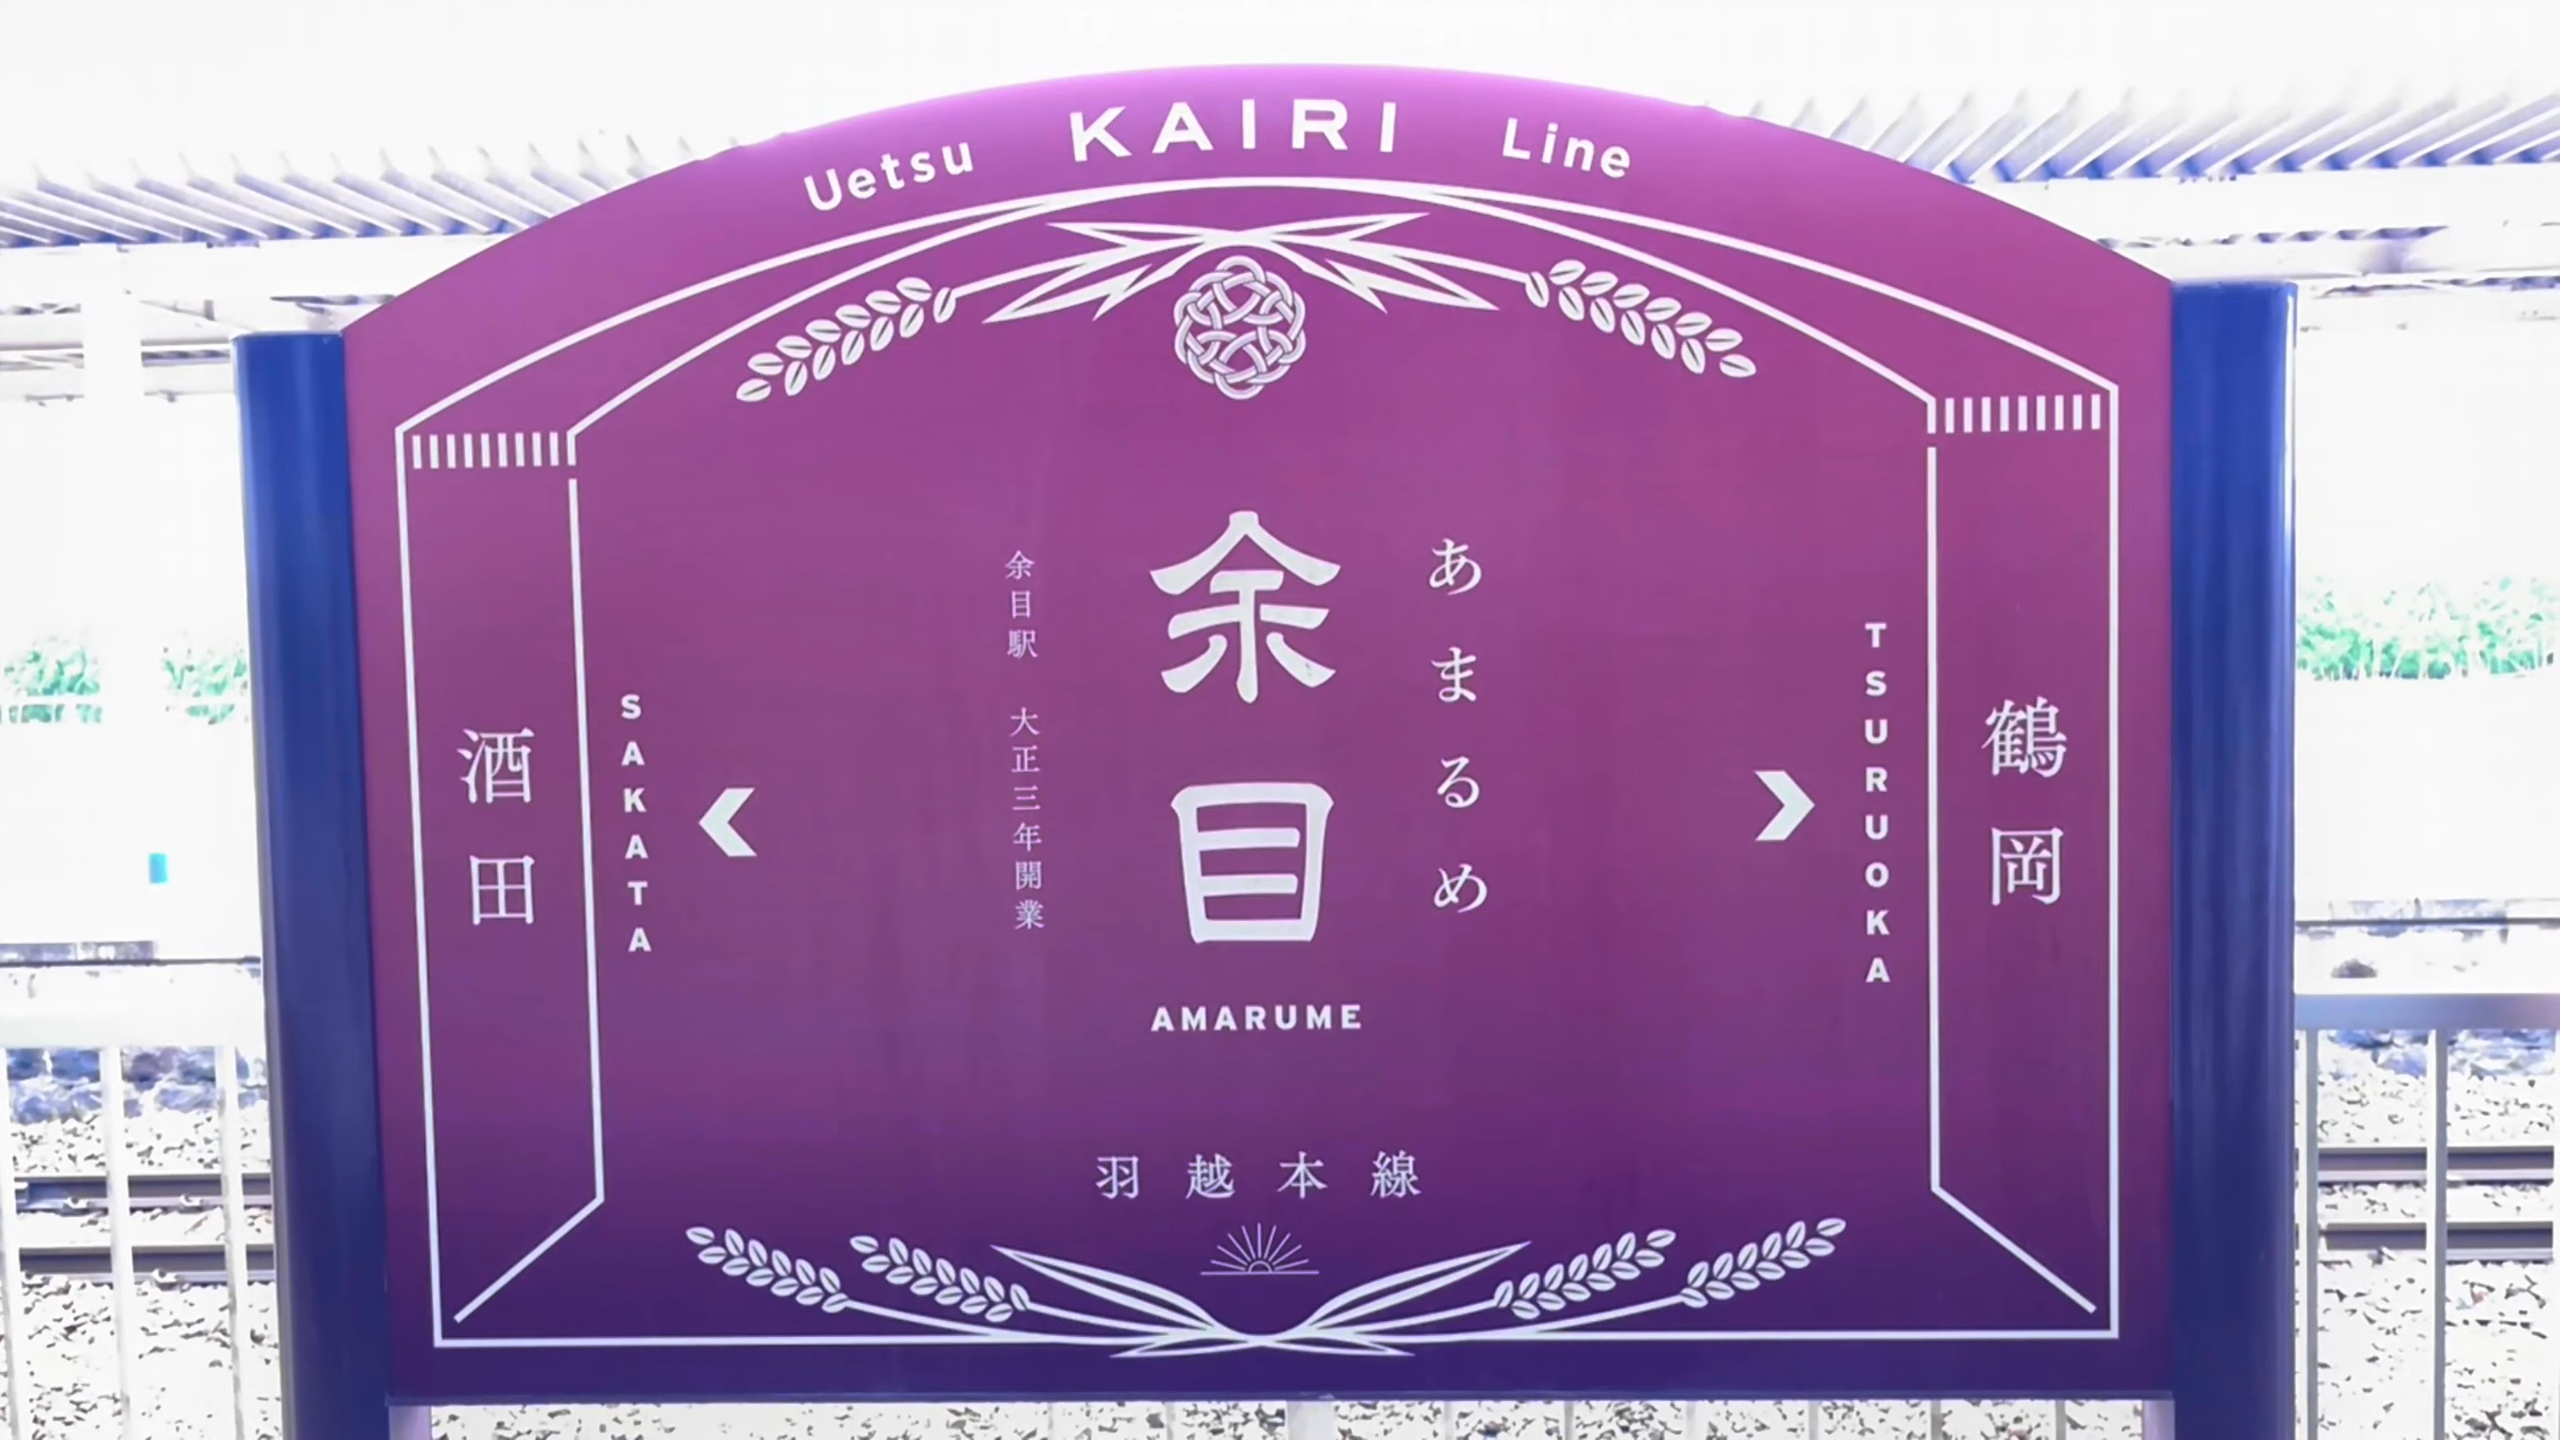 Uetsu KAIRI Line
あまるめ
余目
余目駅 大正三年開業
AMARUME
酒田
SAKATA
TSURUOKA
鶴岡
羽越本線